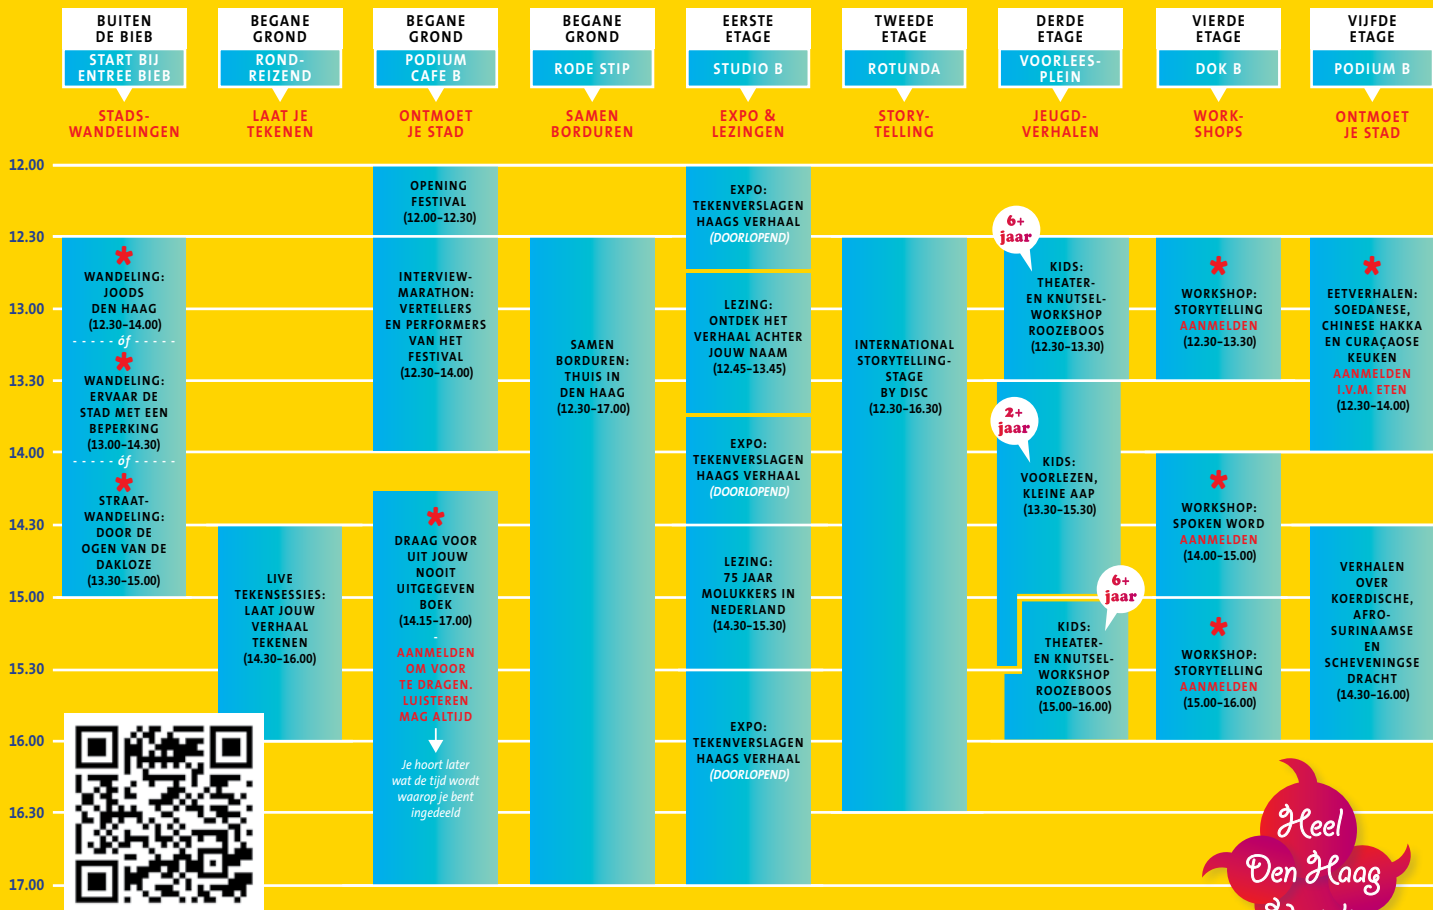 BUITEN
DE BIEB
START BIJ
ENTREE BIEB
STADS-
WANDELINGEN
BEGANE
GROND
ROND-
REIZEND
LAAT JE
TEKENEN
BEGANE
GROND
PODIUM
CAFE B
ONTMOET
JE STAD
BEGANE
GROND
RODE STIP
SAMEN
BORDUREN
EERSTE
ETAGE
STUDIO B
EXPO &
LEZINGEN
TWEEDE
ETAGE
ROTUNDA
STORY-
TELLING
DERDE
ETAGE
VOORLEES-
PLEIN
JEUGD-
VERHALEN
VIERDE
ETAGE
DOK B
WORK-
SHOPS
VIJFDE
ETAGE
PODIUM B
ONTMOET
JE STAD
12.00
12.30
13.00
13.30
14.00
14.30
15.00
15.30
16.00
16.30
17.00
*
WANDELING:
JOODS
DEN HAAG
(12.30–14.00)
- - - - - óf - - - - -
*
WANDELING:
ERVAAR DE
STAD MET EEN
BEPERKING
(13.00–14.30)
- - - - - óf - - - - -
*
STRAAT-
WANDELING:
DOOR DE
OGEN VAN DE
DAKLOZE
(13.30–15.00)
LIVE
TEKENSESSIES:
LAAT JOUW
VERHAAL
TEKENEN
(14.30–16.00)
OPENING
FESTIVAL
(12.00–12.30)
INTERVIEW-
MARATHON:
VERTELLERS
EN PERFORMERS
VAN HET
FESTIVAL
(12.30–14.00)
*
DRAAG VOOR
UIT JOUW
NOOIT
UITGEGEVEN
BOEK
(14.15–17.00)
-
AANMELDEN
OM VOOR
TE DRAGEN.
LUISTEREN
MAG ALTIJD
Je hoort later
wat de tijd wordt
waarop je bent
ingedeeld
SAMEN
BORDUREN:
THUIS IN
DEN HAAG
(12.30–17.00)
EXPO:
TEKENVERSLAGEN
HAAGS VERHAAL
(DOORLOPEND)
LEZING:
ONTDEK HET
VERHAAL ACHTER
JOUW NAAM
(12.45–13.45)
EXPO:
TEKENVERSLAGEN
HAAGS VERHAAL
(DOORLOPEND)
LEZING:
75 JAAR
MOLUKKERS IN
NEDERLAND
(14.30–15.30)
EXPO:
TEKENVERSLAGEN
HAAGS VERHAAL
(DOORLOPEND)
INTERNATIONAL
STORYTELLING-
STAGE
BY DISC
(12.30–16.30)
6+
jaar
KIDS:
THEATER-
EN KNUTSEL-
WORKSHOP
ROOZEBOOS
(12.30–13.30)
2+
jaar
KIDS:
VOORLEZEN,
KLEINE AAP
(13.30–15.30)
6+
jaar
KIDS:
THEATER-
EN KNUTSEL-
WORKSHOP
ROOZEBOOS
(15.00–16.00)
*
WORKSHOP:
STORYTELLING
AANMELDEN
(12.30–13.30)
*
WORKSHOP:
SPOKEN WORD
AANMELDEN
(14.00–15.00)
*
WORKSHOP:
STORYTELLING
AANMELDEN
(15.00–16.00)
*
EETVERHALEN:
SOEDANESE,
CHINESE HAKKA
EN CURAÇAOSE
KEUKEN
AANMELDEN
I.V.M. ETEN
(12.30–14.00)
VERHALEN
OVER
KOERDISCHE,
AFRO-
SURINAAMSE
EN
SCHEVENINGSE
DRACHT
(14.30–16.00)
Heel
Den Haag